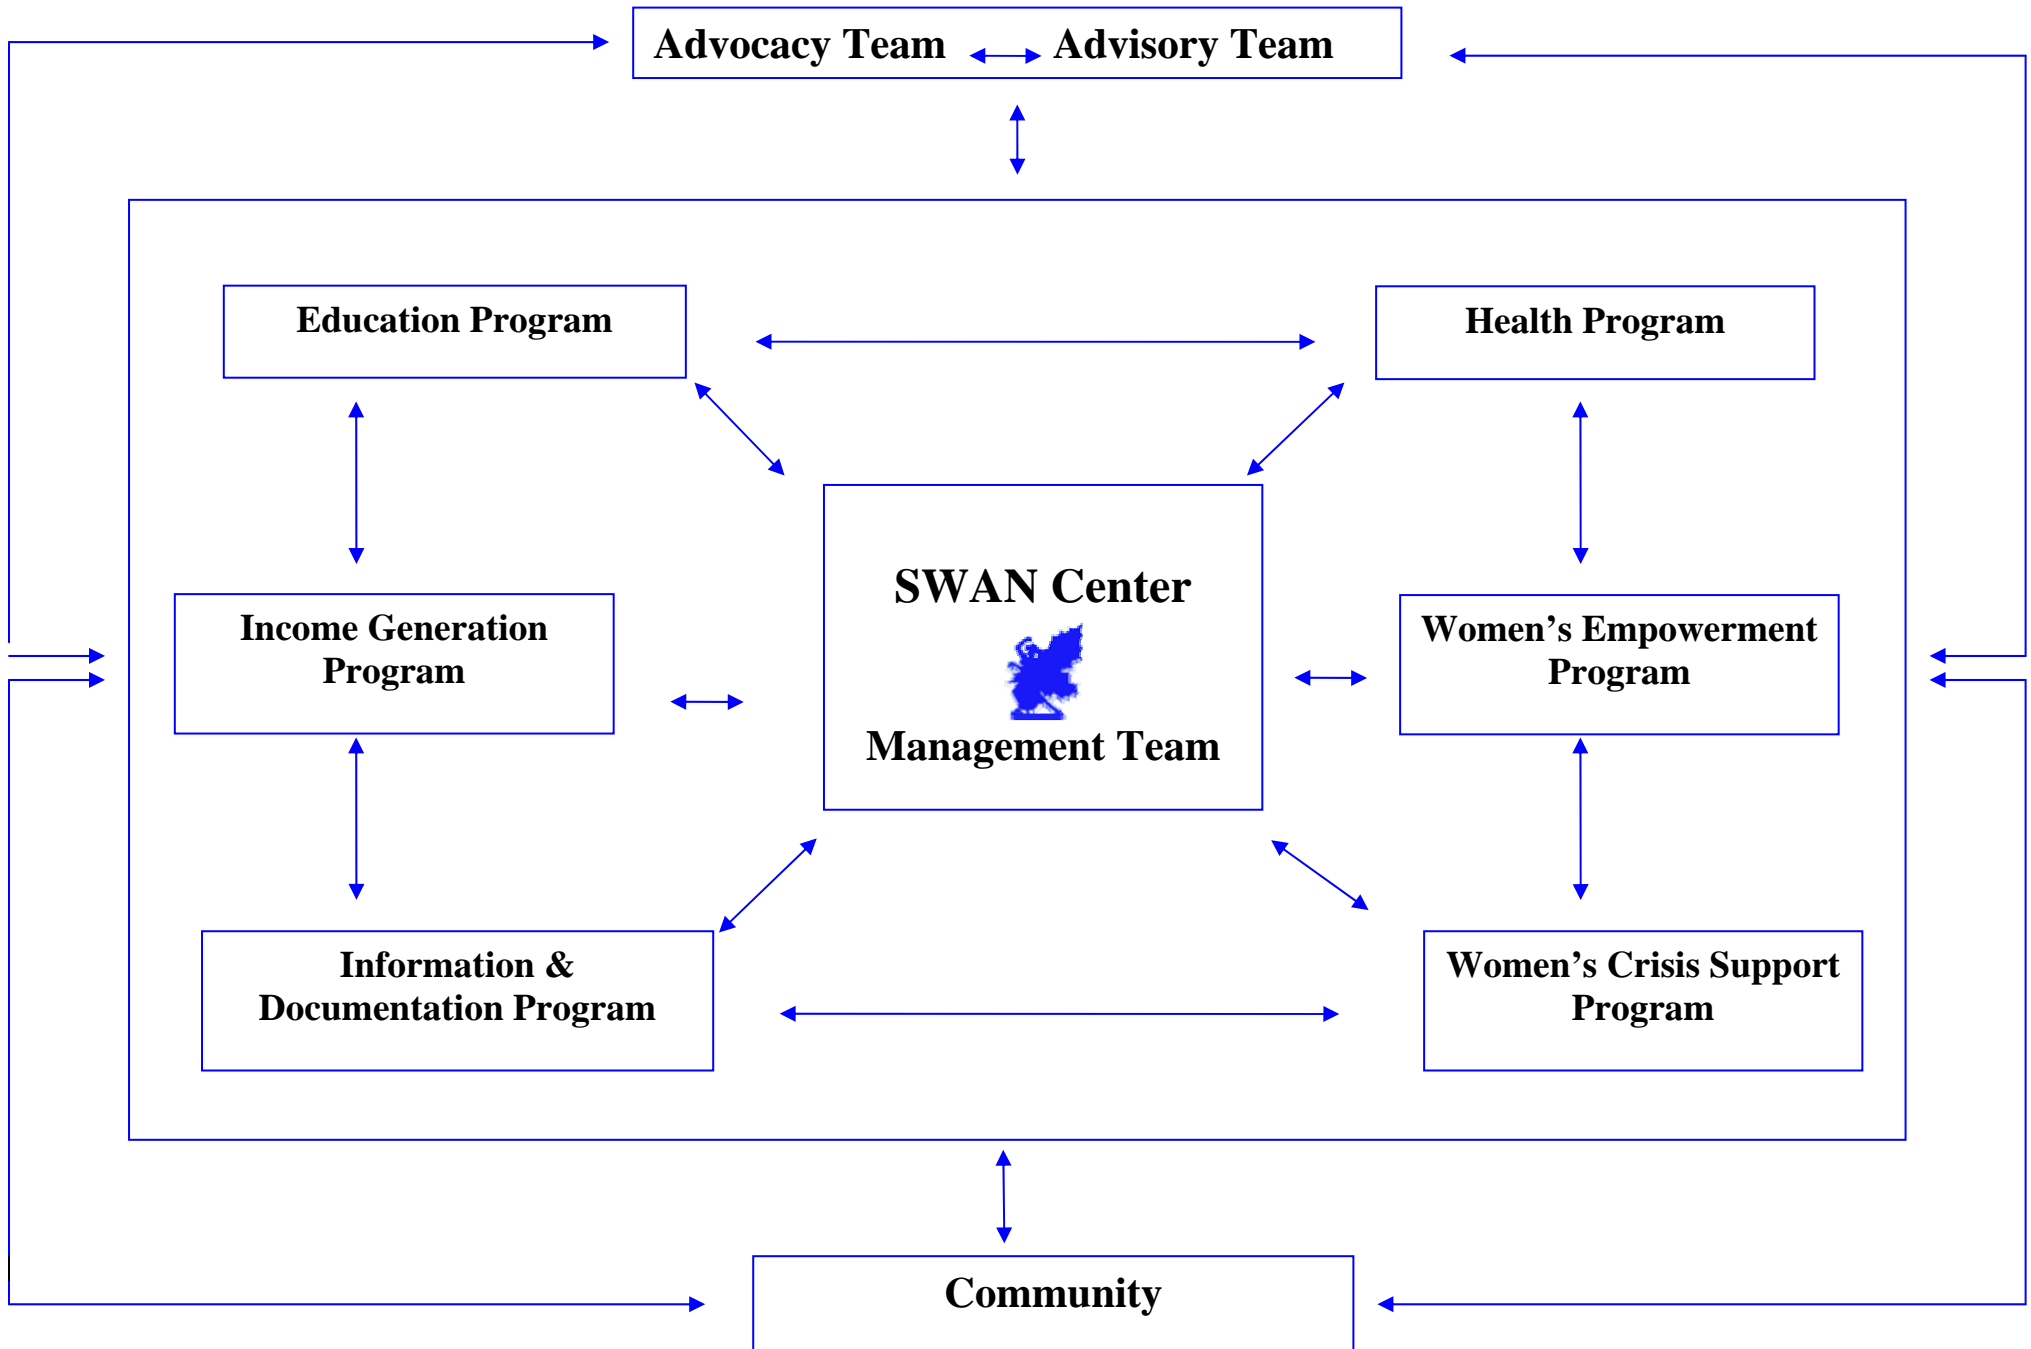 Advocacy Team Advisory Team
Education Program
Health Program
SWAN Center
Management Team
Income Generation
Program
Women’s Empowerment
Program
Information &
Documentation Program
Women’s Crisis Support
Program
Community